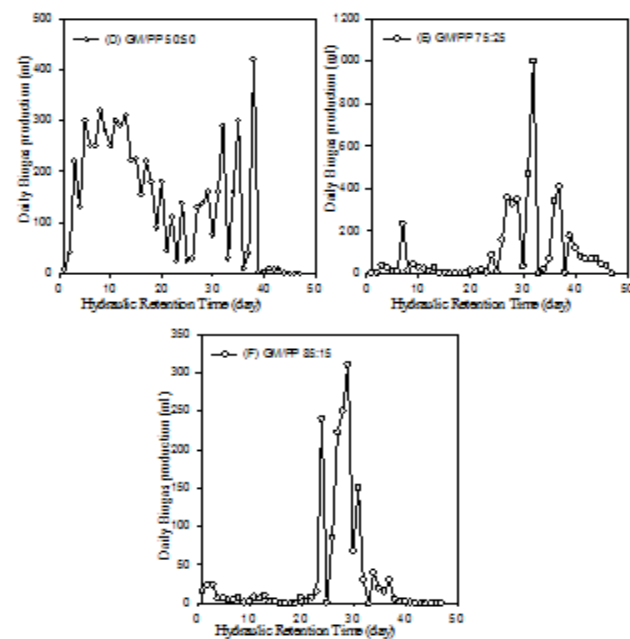 (D) GM/PP 50:50
Daily Biogas production (ml)
500
400
300
200
100
0
0 10 20 30 40 50
Hydraulic Retention Time (day)
(E) GM/PP 75:25
Daily Biogas production (ml)
1200
1000
800
600
400
200
0
0 10 20 30 40 50
Hydraulic Retention Time (day)
(F) GM/PP 85:15
Daily Biogas production (ml)
350
300
250
200
150
100
50
0
0 10 20 30 40 50
Hydraulic Retention Time (day)